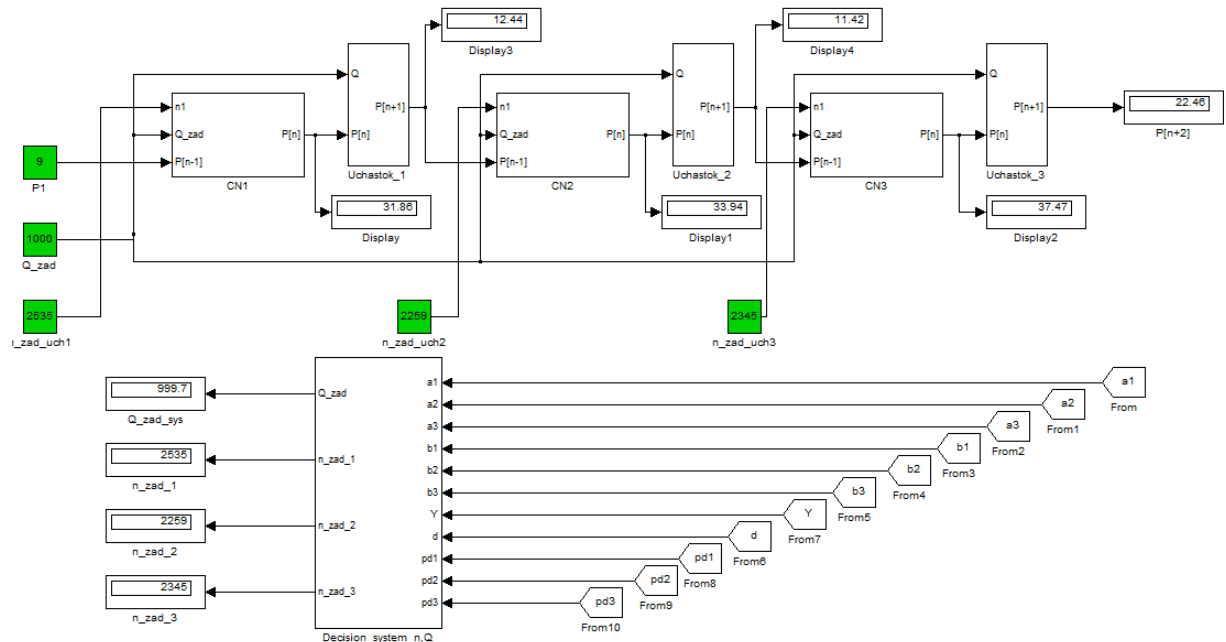 12.44
Display3
11.42
Display4
Q
P[n+1]
P[n]
Uchastok_1
Q
P[n+1]
P[n]
Uchastok_2
Q
P[n+1]
P[n]
Uchastok_3
22.46
P[n+2]
n1
Q_zad
P[n-1]
P[n]
CN1
n1
Q_zad
P[n-1]
P[n]
CN2
n1
Q_zad
P[n-1]
P[n]
CN3
9
P1
31.86
Display
33.94
Display1
37.47
Display2
1000
Q_zad
2535
n_zad_uch1
2259
n_zad_uch2
2345
n_zad_uch3
999.7
Q_zad_sys
2535
n_zad_1
2259
n_zad_2
2345
n_zad_3
Q_zad
n_zad_1
n_zad_2
n_zad_3
a1
a2
a3
b1
b2
b3
Y
d
pd1
pd2
pd3
Decision_system_n,Q
a1
From
a2
From1
a3
From2
b1
From3
b2
From4
b3
From5
Y
From7
d
From6
pd1
From8
pd2
From9
pd3
From10